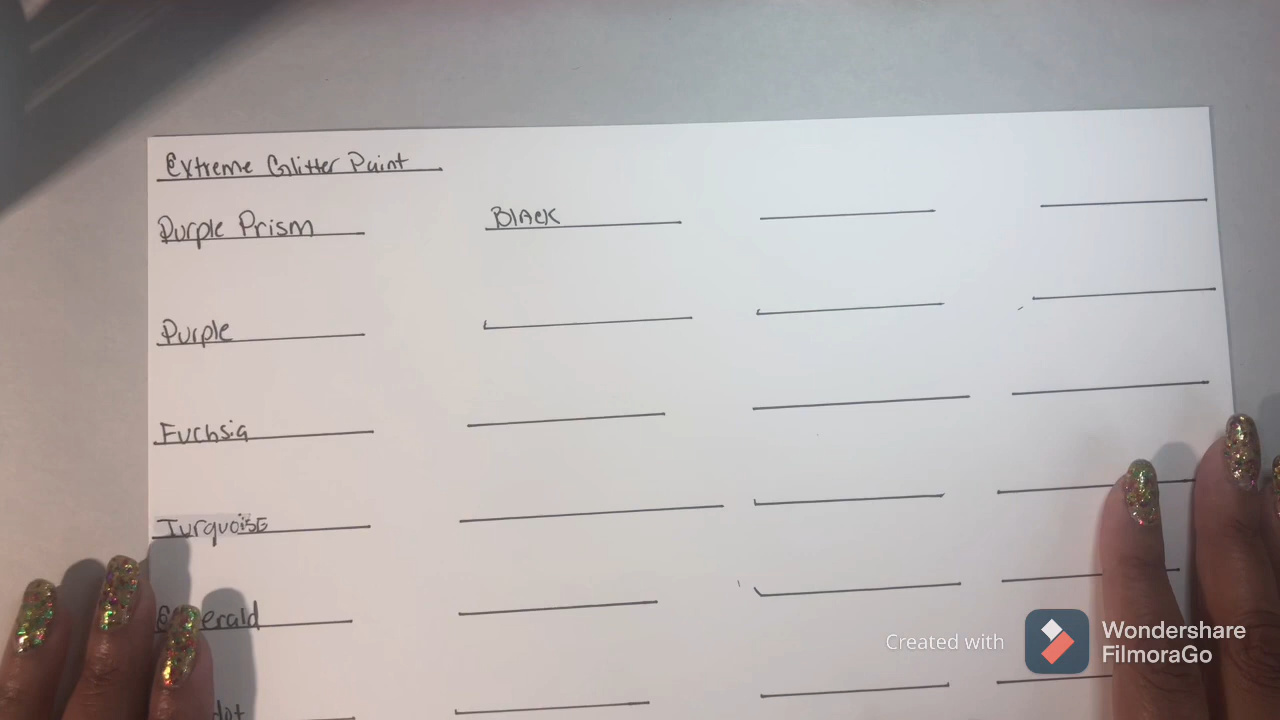 Extreme Glitter Paint
Purple Prism
BLACK
Purple
Fuchsia
Turquoise
Created with
Wondershare
FilmoraGo